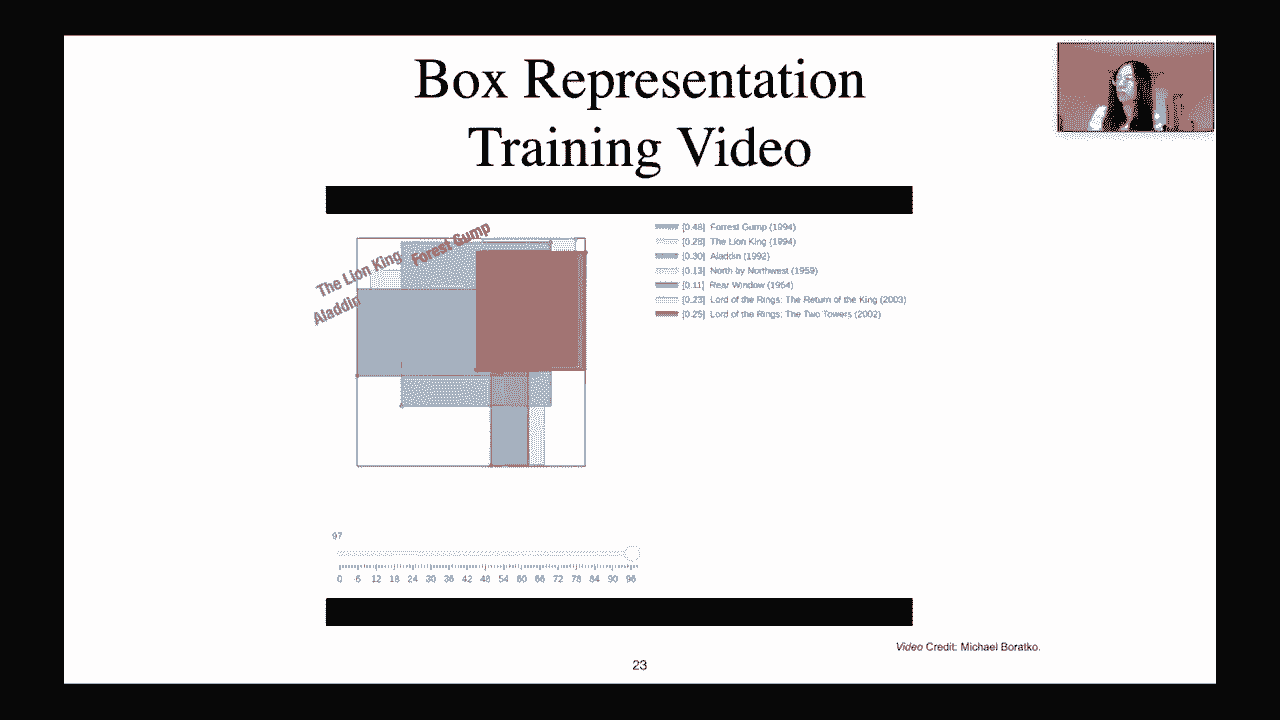 Box Representation
Training Video
Forest Gump
The Lion King
Aladdin
[0.48] Forrest Gump (1994)
[0.28] The Lion King (1994)
[0.30] Aladdin (1992)
[0.13] North by Northwest (1959)
[0.11] Rear Window (1954)
[0.23] Lord of the Rings: The Return of the King (2003)
[0.25] Lord of the Rings: The Two Towers (2002)
97
0 6 12 18 24 30 36 42 48 54 60 66 72 78 84 90 96
Video Credit: Michael Boratko.
23